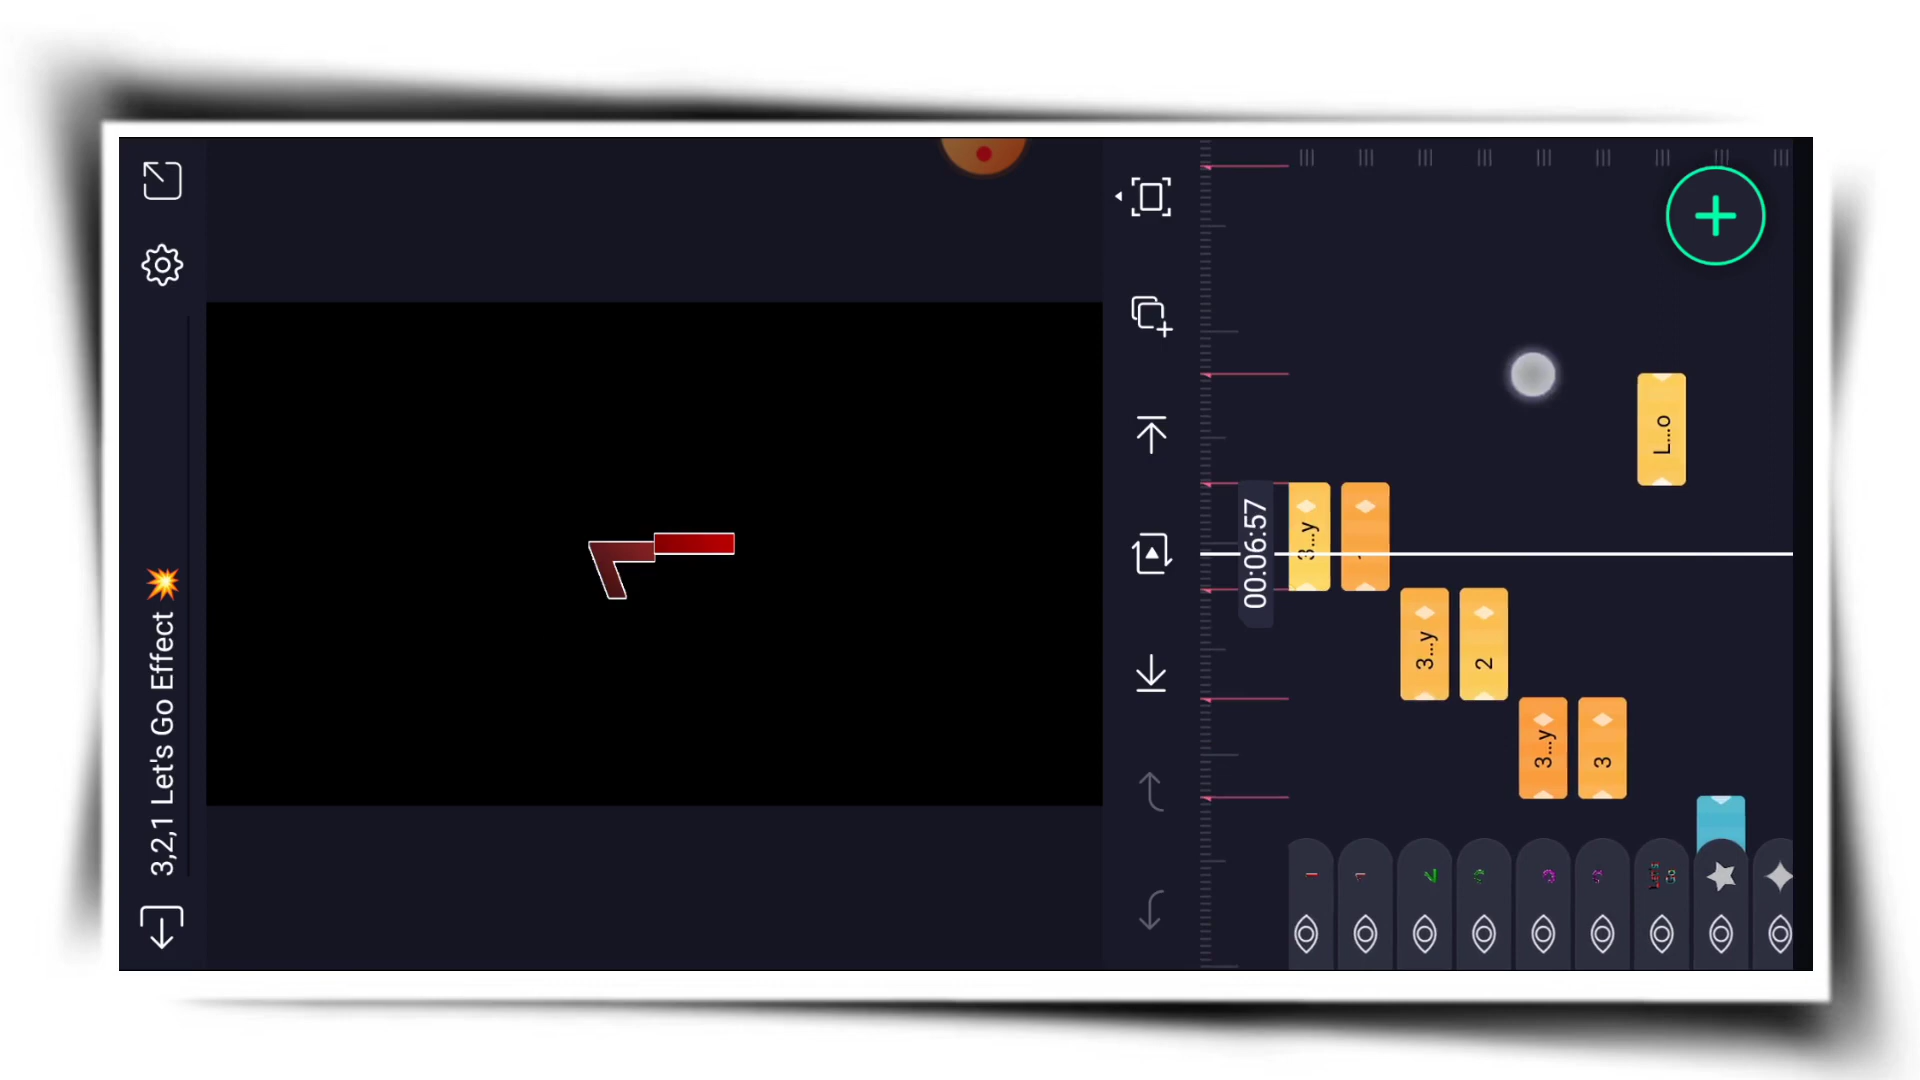 3,2,1 Let's Go Effect 💥
00:06:57
3...y
3...y
2
3...y
3
L...o